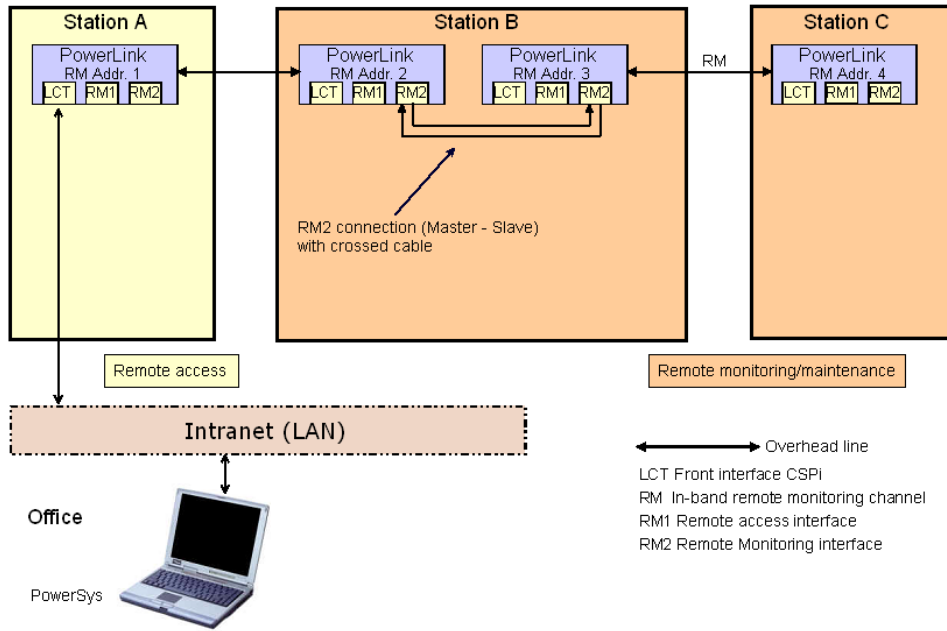 Station A
PowerLink
RM Addr. 1
LCT RM1 RM2
Station B
PowerLink
RM Addr. 2
LCT RM1 RM2
PowerLink
RM Addr. 3
LCT RM1 RM2
RM
Station C
PowerLink
RM Addr. 4
LCT RM1 RM2
RM2 connection (Master - Slave)
with crossed cable
Remote access
Remote monitoring/maintenance
Intranet (LAN)
Overhead line
LCT Front interface CSPi
RM In-band remote monitoring channel
RM1 Remote access interface
RM2 Remote Monitoring interface
Office
PowerSys